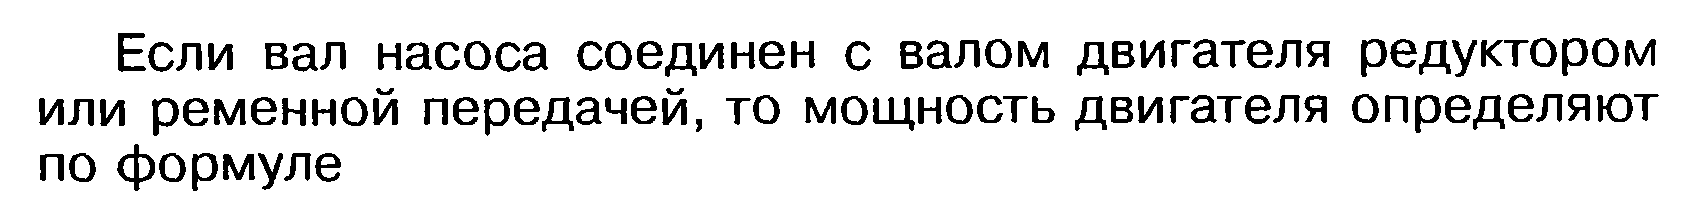 Если вал насоса соединен с валом двигателя редуктором
или ременной передачей, то мощность двигателя определяют
по формуле